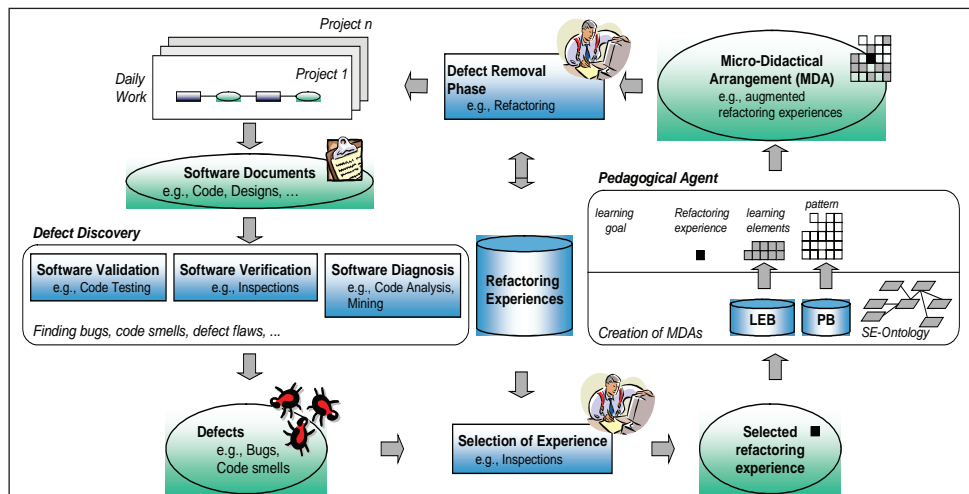 Project n
Project 1
Daily
Work
Defect Removal
Phase
e.g., Refactoring
Micro-Didactical
Arrangement (MDA)
e.g., augmented
refactoring experiences
Software Documents
e.g., Code, Designs, …
Defect Discovery
Software Validation
e.g., Code Testing
Software Verification
e.g., Inspections
Software Diagnosis
e.g., Code Analysis,
Mining
Finding bugs, code smells, defect flaws, ...
Refactoring
Experiences
Pedagogical Agent
learning
goal
Refactoring
experience
learning
elements
pattern
LEB
PB
Creation of MDAs
SE-Ontology
Defects
e.g., Bugs,
Code smells
Selection of Experience
e.g., Inspections
Selected
refactoring
experience